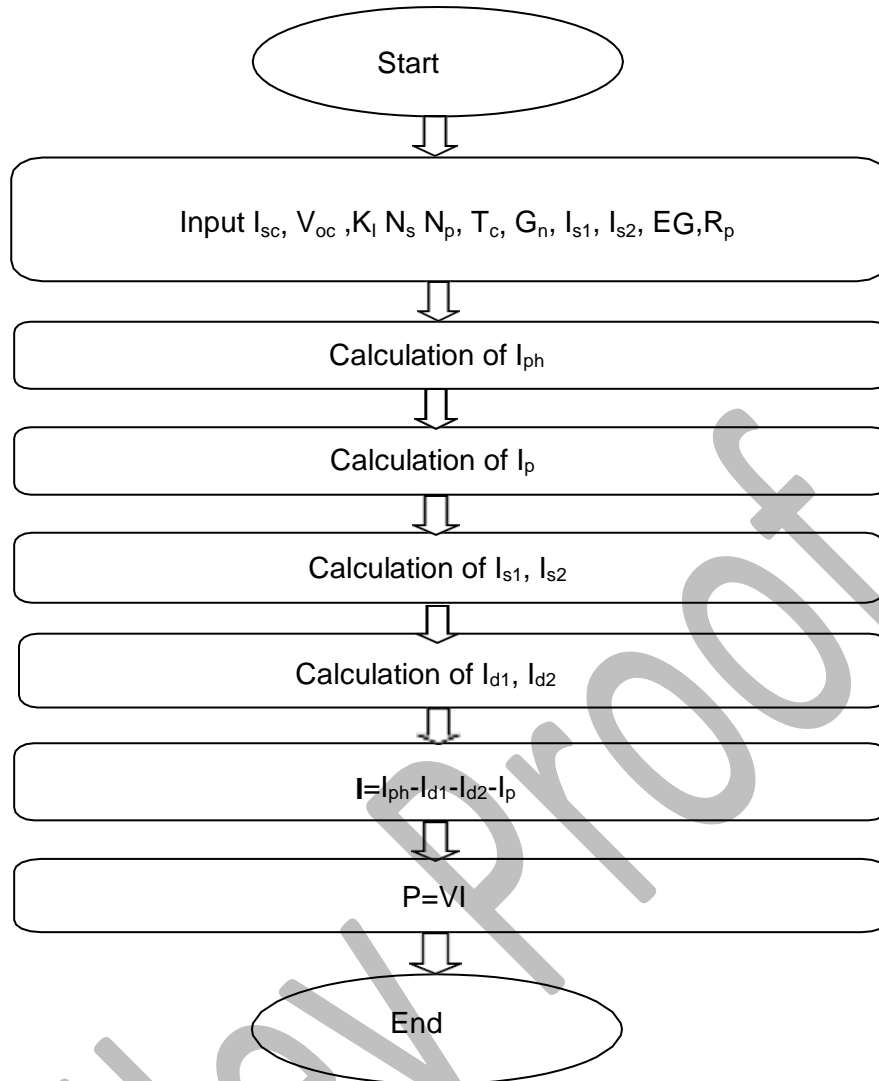 Start
Input Isc, Voc ,KI Ns Np, Tc, Gn, Is1, Is2, EG,Rp
Calculation of Iph
Calculation of Ip
Calculation of Is1, Is2
Calculation of Id1, Id2
I=Iph-Id1-Id2-Ip
P=VI
End
Proof